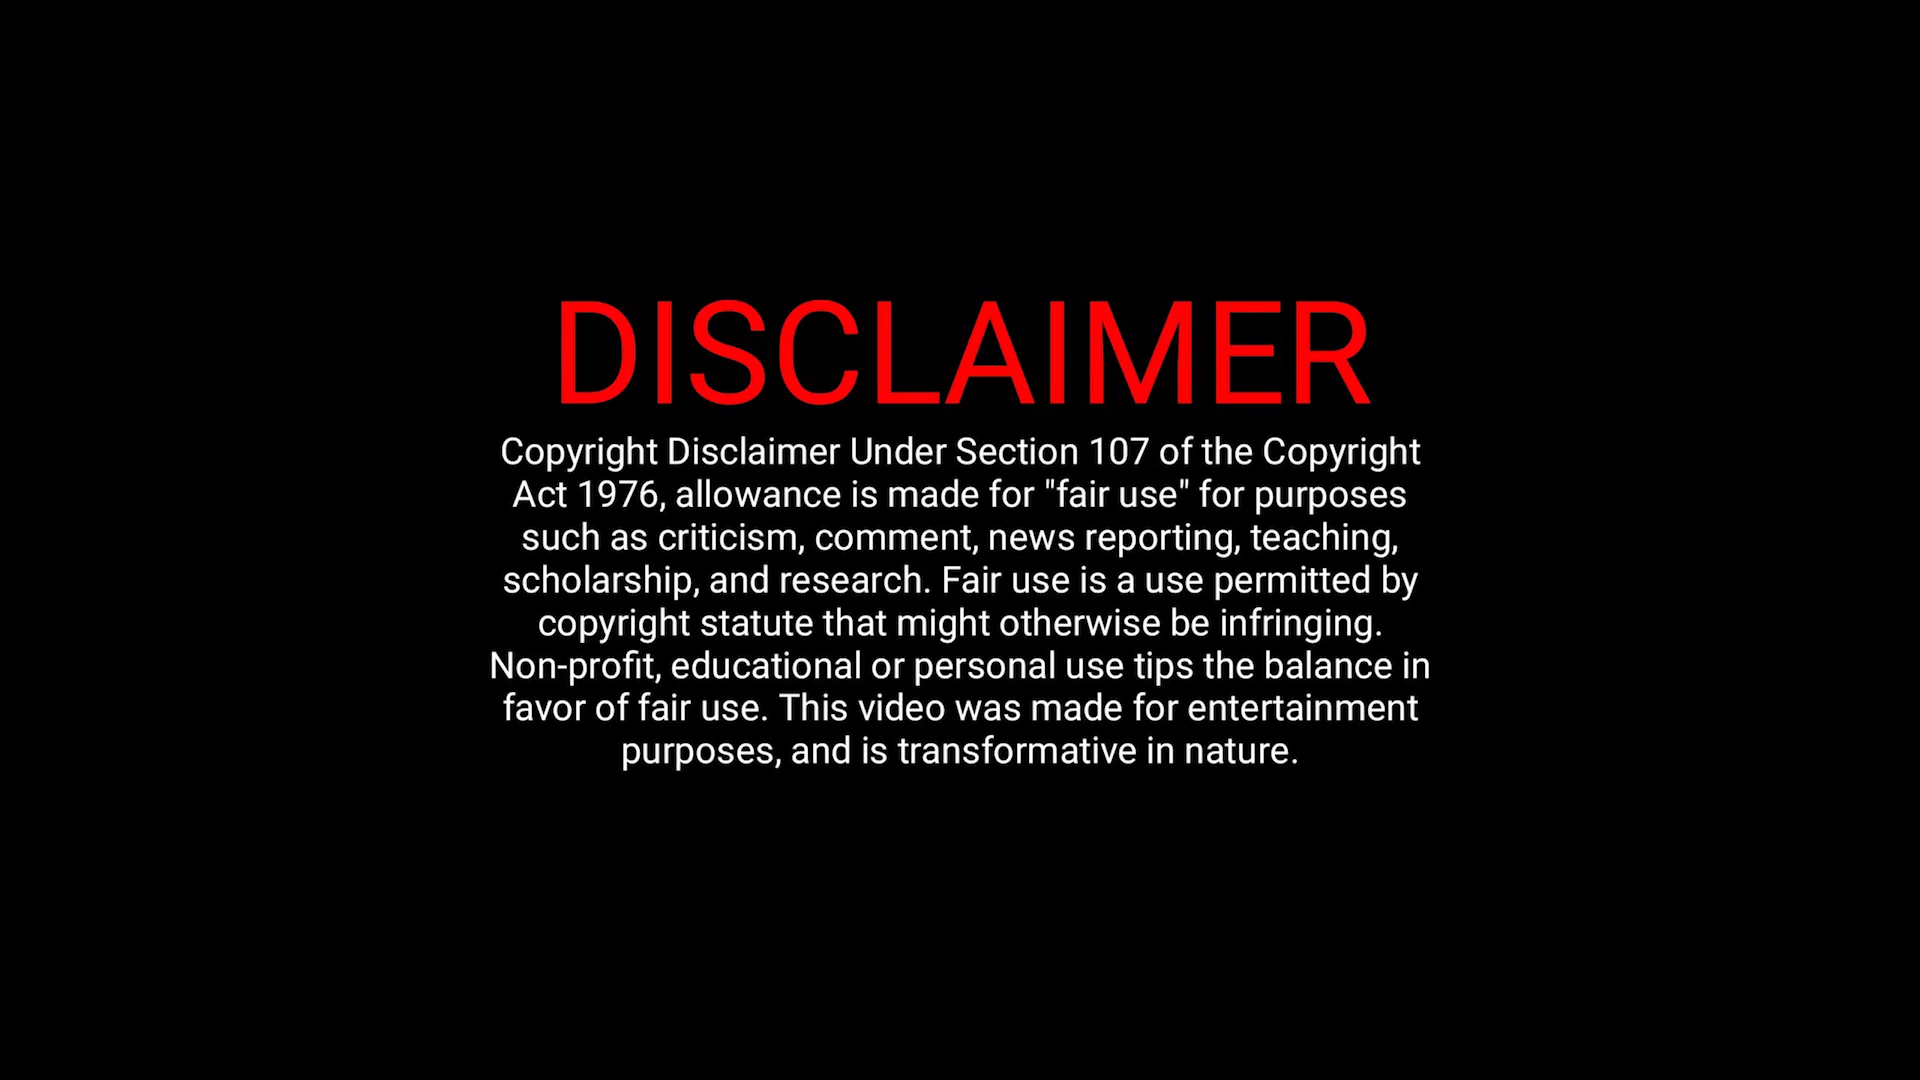 DISCLAIMER
Copyright Disclaimer Under Section 107 of the Copyright
Act 1976, allowance is made for "fair use" for purposes
such as criticism, comment, news reporting, teaching,
scholarship, and research. Fair use is a use permitted by
copyright statute that might otherwise be infringing.
Non-profit, educational or personal use tips the balance in
favor of fair use. This video was made for entertainment
purposes, and is transformative in nature.